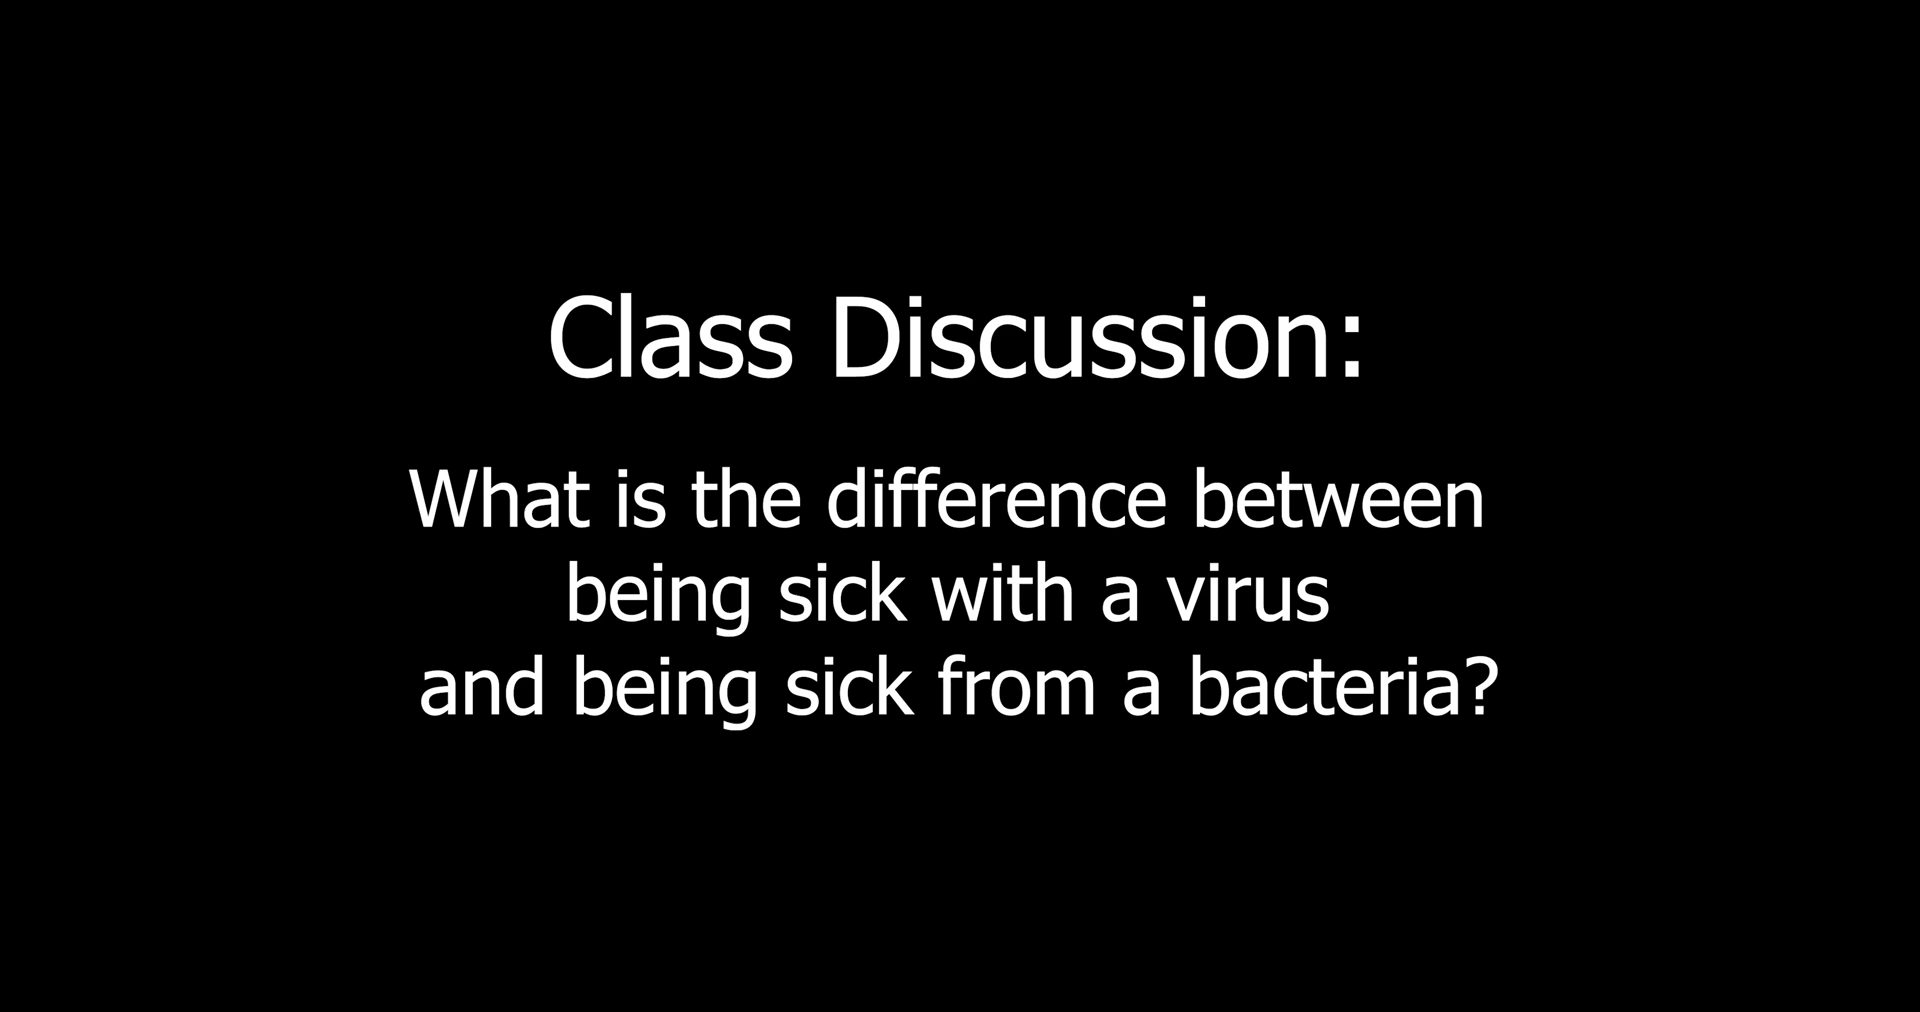 Class Discussion:
What is the difference between
being sick with a virus
and being sick from a bacteria?